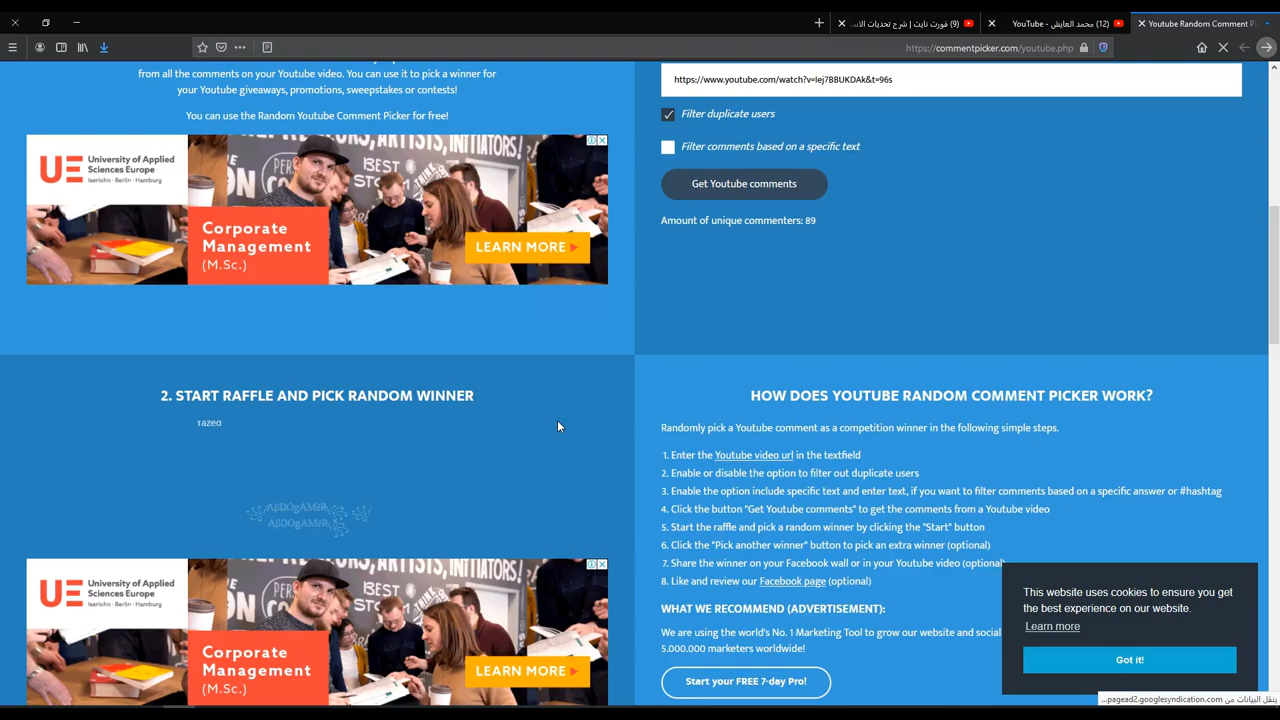 (9) فورت نايت | شرح تحديات الاسـ...
(12) محمد العايش - YouTube
Youtube Random Comment Pi
https://commentpicker.com/youtube.php
from all the comments on your Youtube video. You can use it to pick a winner for
your Youtube giveaways, promotions, sweepstakes or contests!
You can use the Random Youtube Comment Picker for free!
UE University of Applied
Sciences Europe
Iserlohn · Berlin · Hamburg
BEST
Corporate
Management
(M.Sc.)
LEARN MORE
https://www.youtube.com/watch?v=Iej7BBUKDAk&t=96s
Filter duplicate users
Filter comments based on a specific text
Get Youtube comments
Amount of unique commenters: 89
2. START RAFFLE AND PICK RANDOM WINNER
AβDOgAMeR
AβDOgAMeR
UE University of Applied
Sciences Europe
Iserlohn · Berlin · Hamburg
BEST
Corporate
Management
(M.Sc.)
LEARN MORE
HOW DOES YOUTUBE RANDOM COMMENT PICKER WORK?
Randomly pick a Youtube comment as a competition winner in the following simple steps.
1. Enter the Youtube video url in the textfield
2. Enable or disable the option to filter out duplicate users
3. Enable the option include specific text and enter text, if you want to filter comments based on a specific answer or #hashtag
4. Click the button "Get Youtube comments" to get the comments from a Youtube video
5. Start the raffle and pick a random winner by clicking the "Start" button
6. Click the "Pick another winner" button to pick an extra winner (optional)
7. Share the winner on your Facebook wall or in your Youtube video (optional)
8. Like and review our Facebook page (optional)
WHAT WE RECOMMEND (ADVERTISEMENT):
We are using the world's No. 1 Marketing Tool to grow our website and social
5.000.000 marketers worldwide!
Start your FREE 7-day Pro!
This website uses cookies to ensure you get
the best experience on our website.
Learn more
Got it!
ينقل البيانات من pagead2.googlesyndication.com...